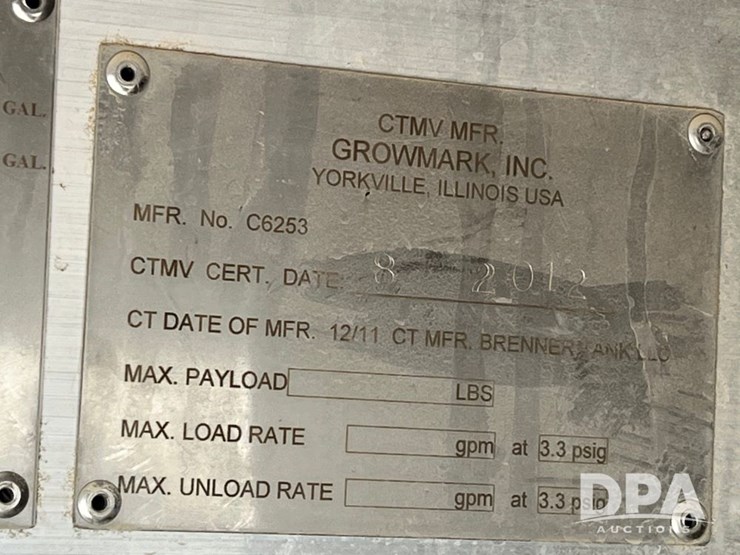 GAL.
GAL.
CTMV MFR.
GROWMARK, INC.
YORKVILLE, ILLINOIS USA
MFR. No. C6253
CTMV CERT. DATE: 8 2012
CT DATE OF MFR. 12/11 CT MFR. BRENNER TANK LLC
MAX. PAYLOAD LBS
MAX. LOAD RATE gpm at 3.3 psig
MAX. UNLOAD RATE gpm at 3.3 psig
DPA
AUCTIONS